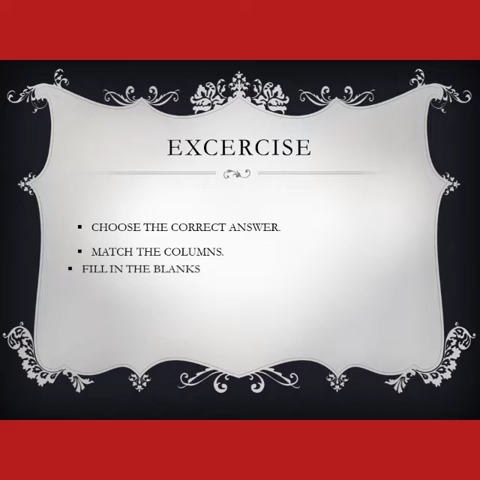 EXCERCISE
▪ CHOOSE THE CORRECT ANSWER.
▪ MATCH THE COLUMNS.
▪ FILL IN THE BLANKS